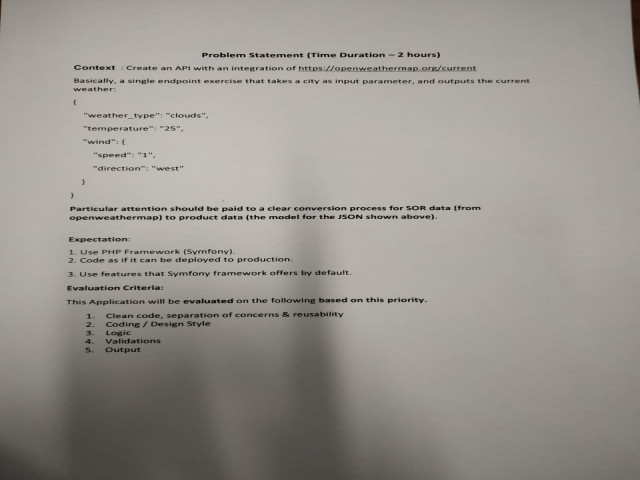 Problem Statement (Time Duration – 2 hours)
Context : Create an API with an integration of https://openweathermap.org/current
Basically, a single endpoint exercise that takes a city as input parameter, and outputs the current
weather:
{
"weather_type": "clouds",
"temperature": "25",
"wind": {
"speed": "1",
"direction": "west"
}
}
Particular attention should be paid to a clear conversion process for SOR data (from
openweathermap) to product data (the model for the JSON shown above).
Expectation:
1. Use PHP Framework (Symfony).
2. Code as if it can be deployed to production.
3. Use features that Symfony framework offers by default.
Evaluation Criteria:
This Application will be evaluated on the following based on this priority.
1. Clean code, separation of concerns & reusability
2. Coding / Design Style
3. Logic
4. Validations
5. Output